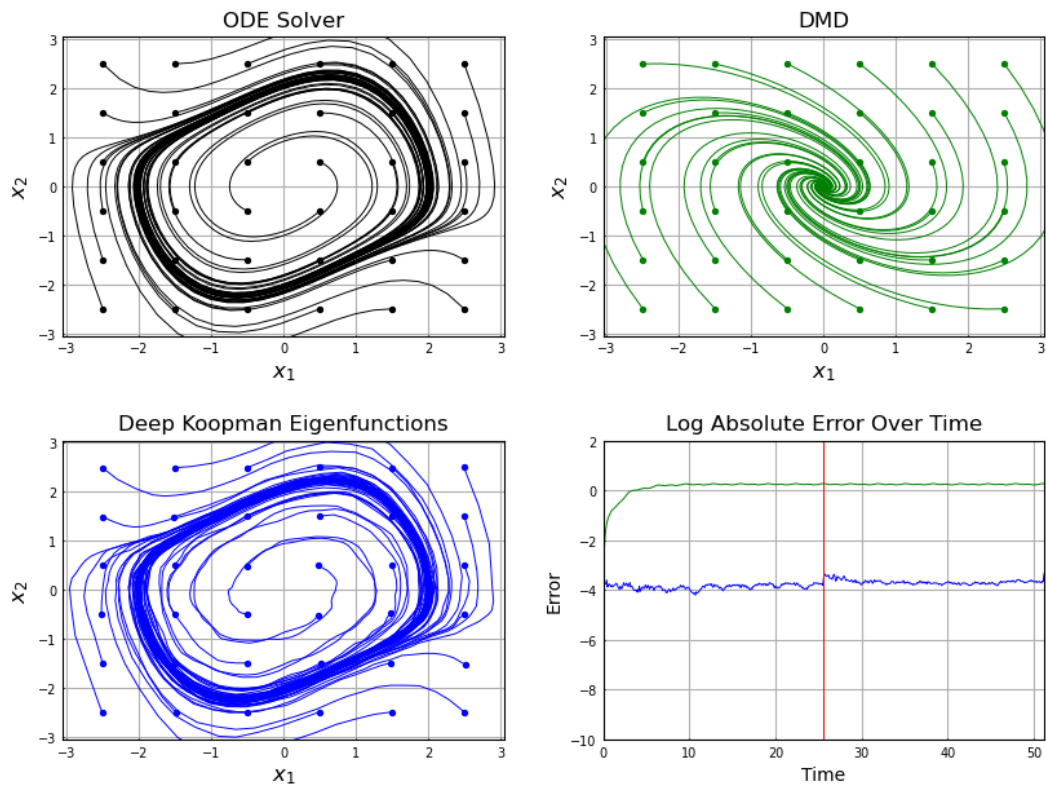 ODE Solver
3
2
1
0
−1
−2
−3
x₂
−3 −2 −1 0 1 2 3
x₁
DMD
3
2
1
0
−1
−2
−3
x₂
−3 −2 −1 0 1 2 3
x₁
Deep Koopman Eigenfunctions
3
2
1
0
−1
−2
−3
x₂
−3 −2 −1 0 1 2 3
x₁
Log Absolute Error Over Time
2
0
−2
−4
−6
−8
−10
Error
0 10 20 30 40 50
Time